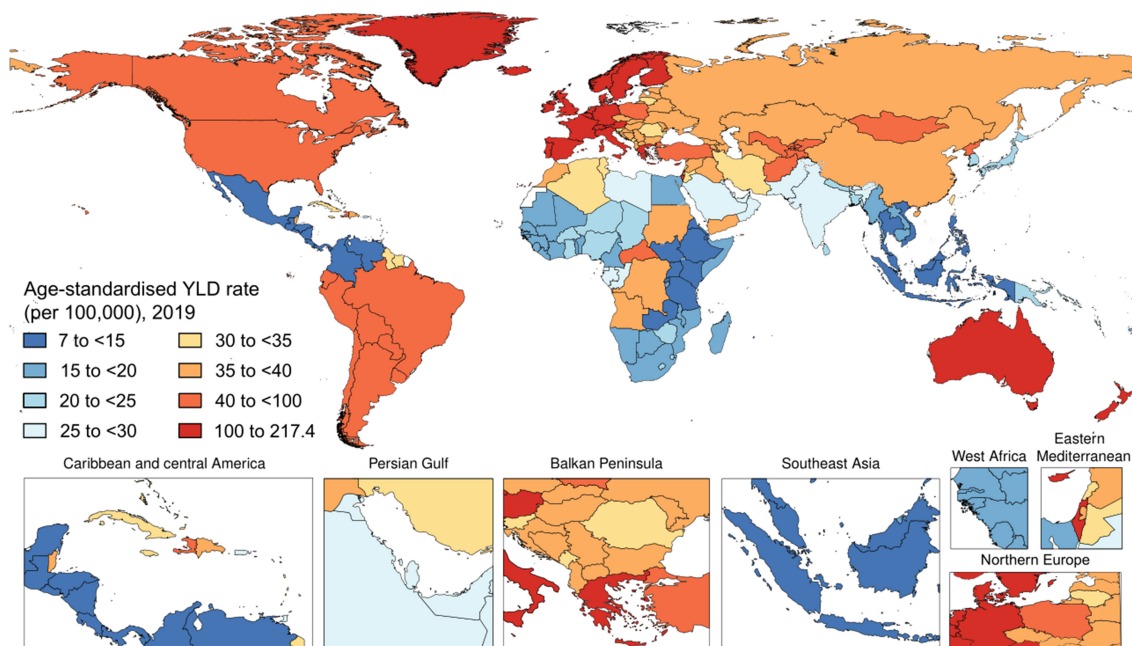 Age-standardised YLD rate
(per 100,000), 2019
7 to <15
15 to <20
20 to <25
25 to <30
30 to <35
35 to <40
40 to <100
100 to 217.4
Caribbean and central America
Persian Gulf
Balkan Peninsula
Southeast Asia
West Africa
Eastern
Mediterranean
Northern Europe